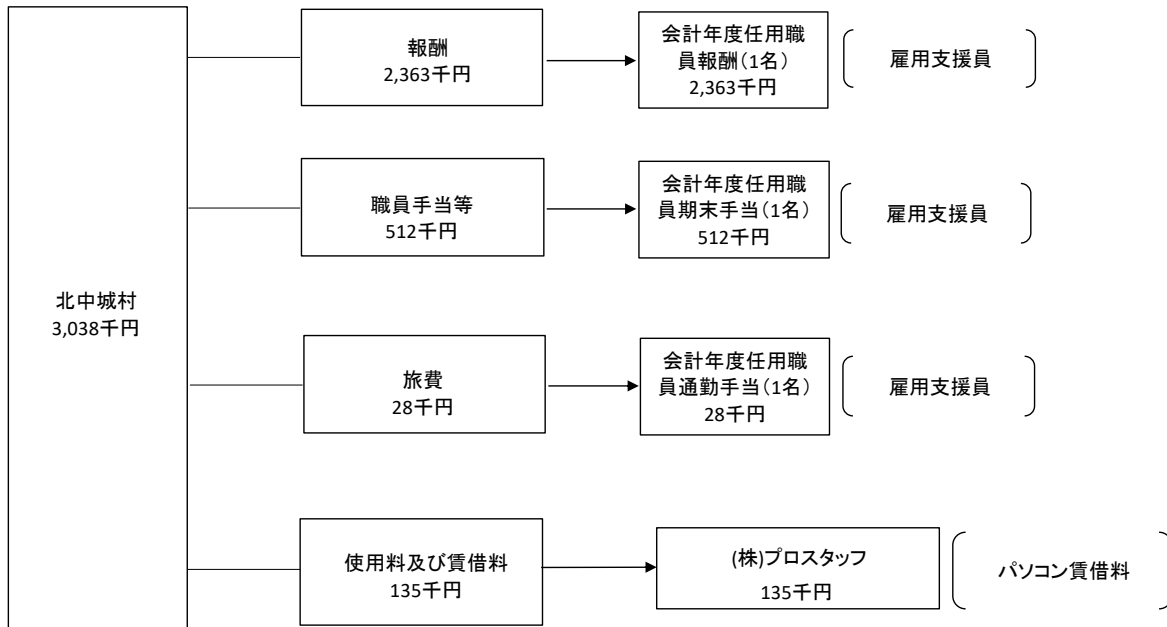 北中城村
3,038千円
報酬
2,363千円
会計年度任用職
員報酬(1名)
2,363千円
雇用支援員
職員手当等
512千円
会計年度任用職
員期末手当(1名)
512千円
雇用支援員
旅費
28千円
会計年度任用職
員通勤手当(1名)
28千円
雇用支援員
使用料及び賃借料
135千円
(株)プロスタッフ
135千円
パソコン賃借料